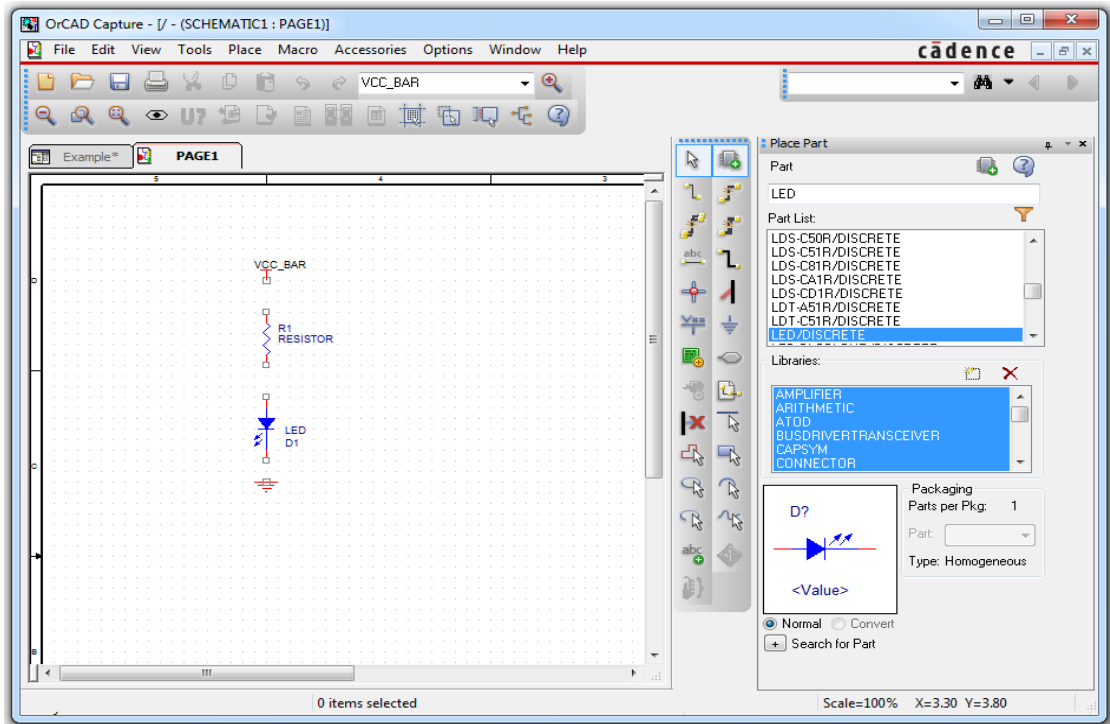 OrCAD Capture - [/ - (SCHEMATIC1 : PAGE1)]
File Edit View Tools Place Macro Accessories Options Window Help
cādence
VCC_BAR
U?
Example* PAGE1
5 4 3
D
C
B
VCC_BAR
R1
RESISTOR
LED
D1
0 items selected
abc
abc
Place Part
Part
LED
Part List:
LDS-C50R/DISCRETE
LDS-C51R/DISCRETE
LDS-C81R/DISCRETE
LDS-CA1R/DISCRETE
LDS-CD1R/DISCRETE
LDT-A51R/DISCRETE
LDT-C51R/DISCRETE
LED/DISCRETE
Libraries:
AMPLIFIER
ARITHMETIC
ATOD
BUSDRIVERTRANSCEIVER
CAPSYM
CONNECTOR
D?
<Value>
Packaging
Parts per Pkg: 1
Part:
Type: Homogeneous
Normal Convert
+ Search for Part
Scale=100% X=3.30 Y=3.80